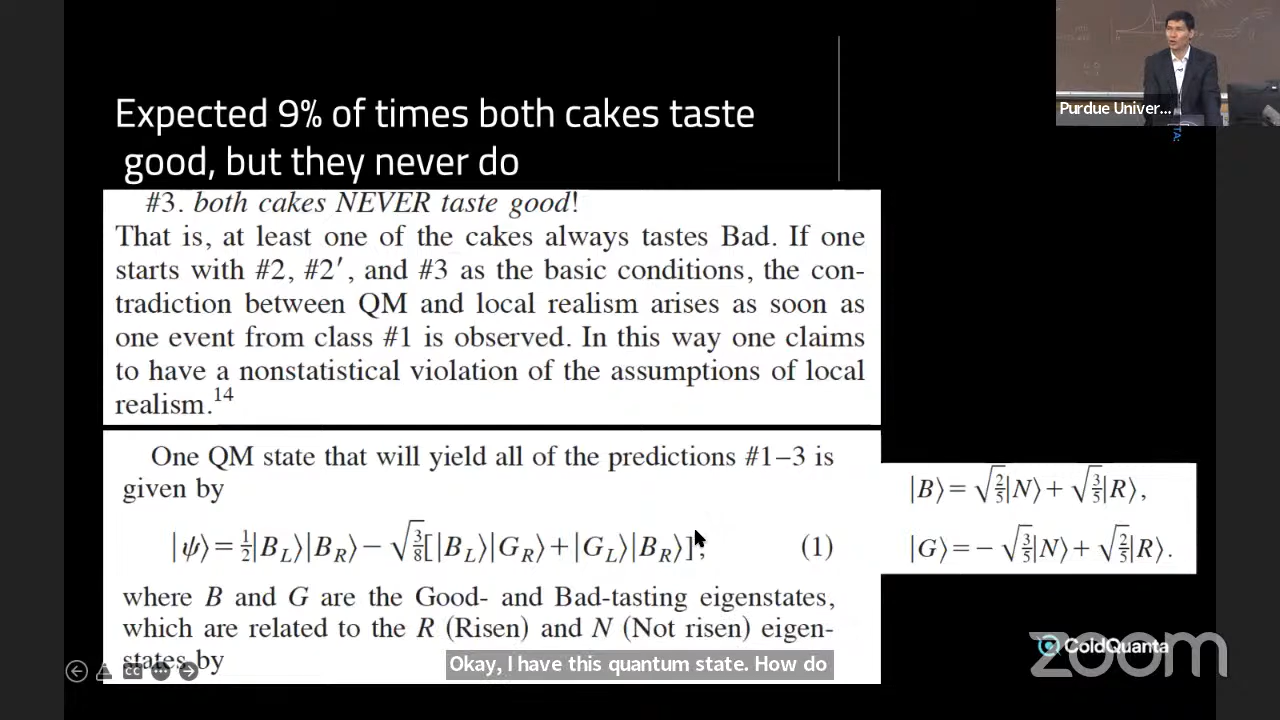 Expected 9% of times both cakes taste
good, but they never do
Purdue Univer...
TA:
#3. both cakes NEVER taste good!
That is, at least one of the cakes always tastes Bad. If one
starts with #2, #2′, and #3 as the basic conditions, the con-
tradiction between QM and local realism arises as soon as
one event from class #1 is observed. In this way one claims
to have a nonstatistical violation of the assumptions of local
realism.¹⁴
One QM state that will yield all of the predictions #1–3 is
given by
|ψ⟩=½|B_L⟩|B_R⟩−√⅜[|B_L⟩|G_R⟩+|G_L⟩|B_R⟩], (1)
where B and G are the Good- and Bad-tasting eigenstates,
which are related to the R (Risen) and N (Not risen) eigen-
states by
|B⟩=√⅖|N⟩+√⅗|R⟩,
|G⟩=−√⅗|N⟩+√⅖|R⟩.
ColdQuanta
zoom
CC
Okay, I have this quantum state. How do